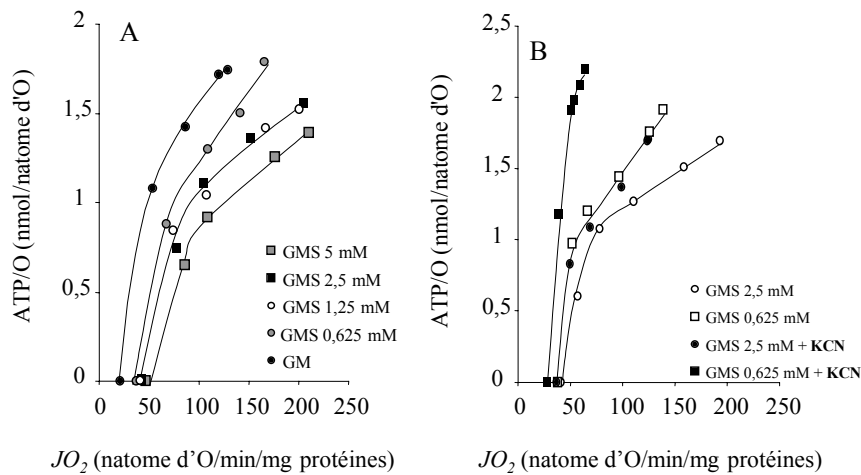 A
2
1,5
1
0,5
0
ATP/O (nmol/natome d'O)
GMS 5 mM
GMS 2,5 mM
GMS 1,25 mM
GMS 0,625 mM
GM
0 50 100 150 200 250
JO2 (natome d’O/min/mg protéines)
B
2,5
2
1,5
1
0,5
0
ATP/O (nmol/natome d'O)
GMS 2,5 mM
GMS 0,625 mM
GMS 2,5 mM + KCN
GMS 0,625 mM + KCN
0 50 100 150 200 250
JO2 (natome d’O/min/mg protéines)